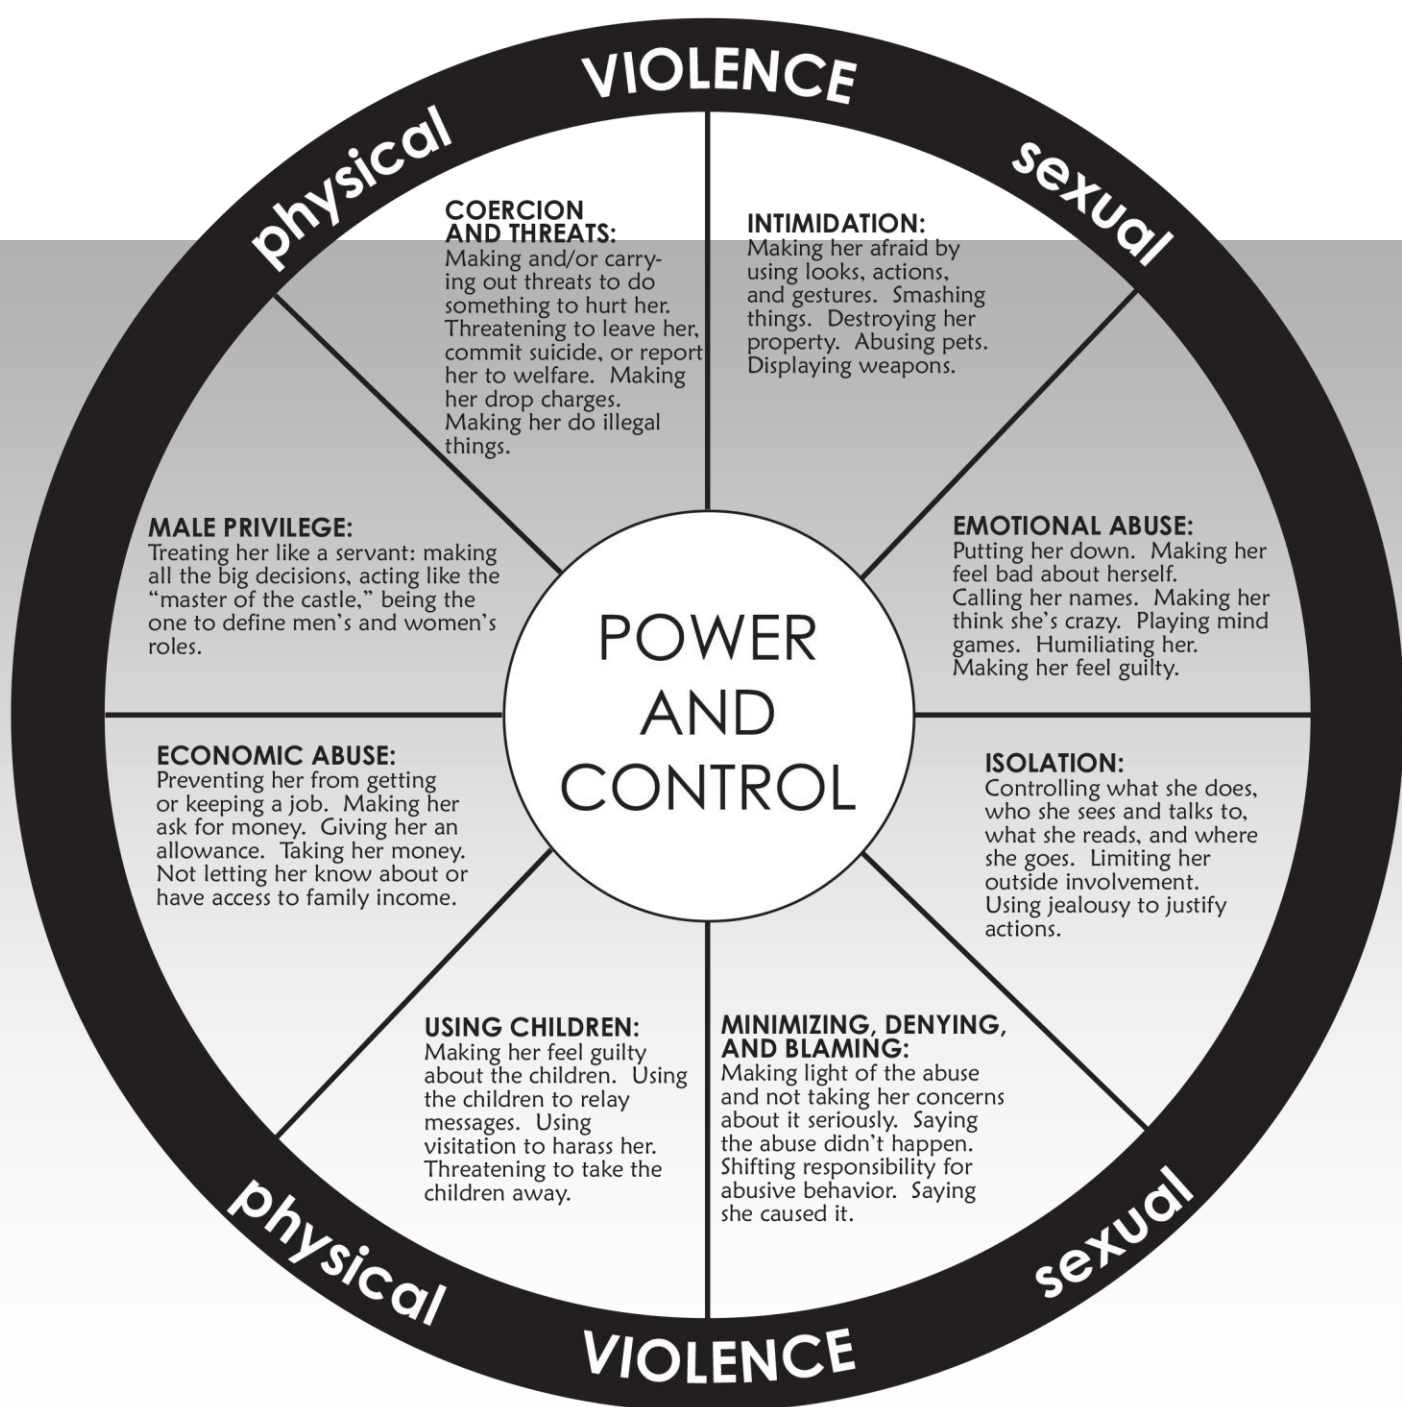 VIOLENCE
physical
sexual
COERCION
AND THREATS:
Making and/or carry-
ing out threats to do
something to hurt her.
Threatening to leave her,
commit suicide, or report
her to welfare.  Making
her drop charges.
Making her do illegal
things.
INTIMIDATION:
Making her afraid by
using looks, actions,
and gestures.  Smashing
things.  Destroying her
property.  Abusing pets.
Displaying weapons.
MALE PRIVILEGE:
Treating her like a servant: making
all the big decisions, acting like the
“master of the castle,” being the
one to define men’s and women’s
roles.
EMOTIONAL ABUSE:
Putting her down.  Making her
feel bad about herself.
Calling her names.  Making her
think she’s crazy.  Playing mind
games.  Humiliating her.
Making her feel guilty.
POWER
AND
CONTROL
ECONOMIC ABUSE:
Preventing her from getting
or keeping a job.  Making her
ask for money.  Giving her an
allowance.  Taking her money.
Not letting her know about or
have access to family income.
ISOLATION:
Controlling what she does,
who she sees and talks to,
what she reads, and where
she goes.  Limiting her
outside involvement.
Using jealousy to justify
actions.
USING CHILDREN:
Making her feel guilty
about the children.  Using
the children to relay
messages.  Using
visitation to harass her.
Threatening to take the
children away.
MINIMIZING, DENYING,
AND BLAMING:
Making light of the abuse
and not taking her concerns
about it seriously.  Saying
the abuse didn’t happen.
Shifting responsibility for
abusive behavior.  Saying
she caused it.
physical
sexual
VIOLENCE